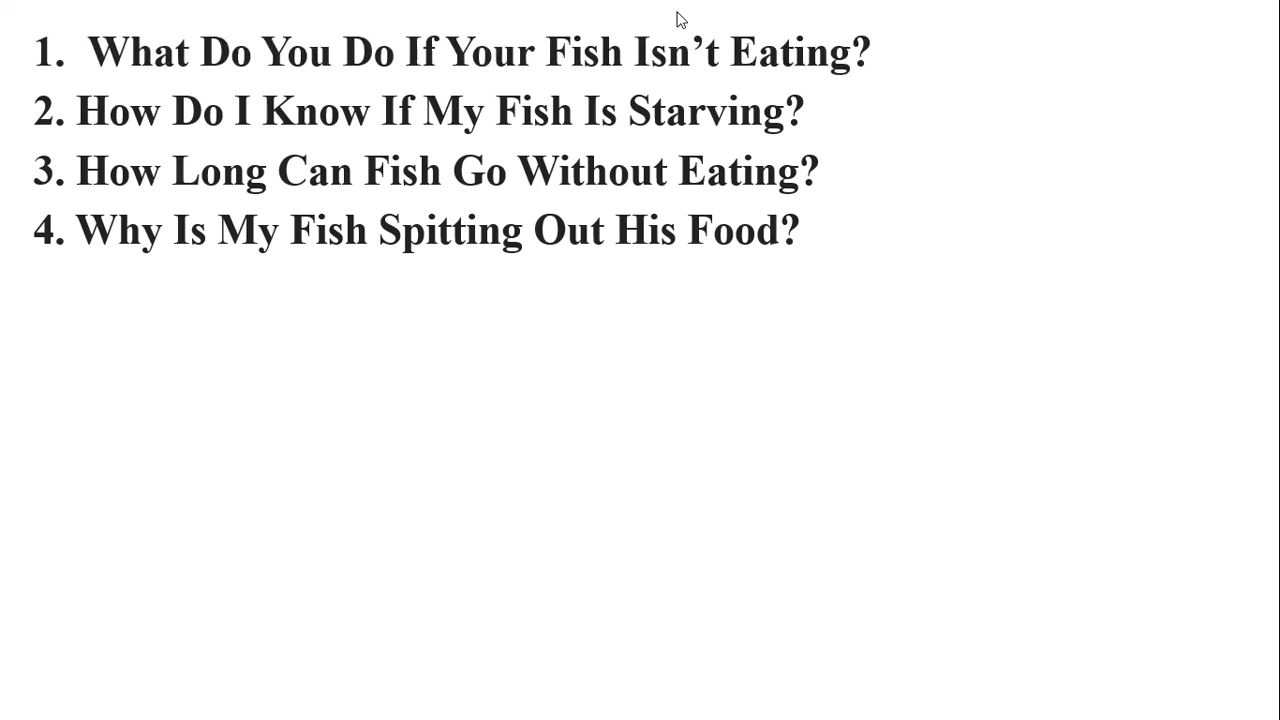 1.  What Do You Do If Your Fish Isn’t Eating?
2. How Do I Know If My Fish Is Starving?
3. How Long Can Fish Go Without Eating?
4. Why Is My Fish Spitting Out His Food?